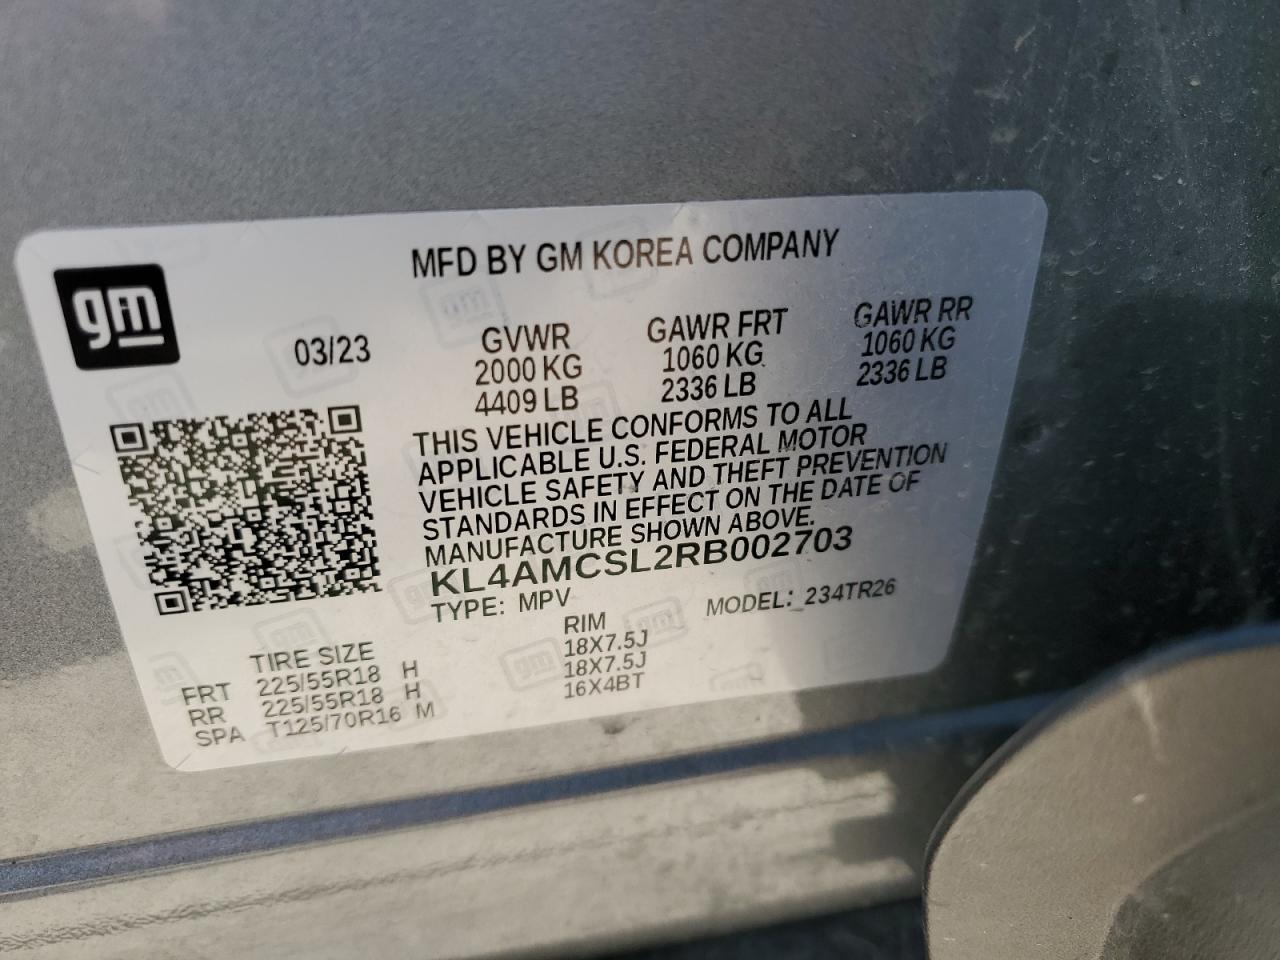 gm
MFD BY GM KOREA COMPANY
03/23
GVWR GAWR FRT GAWR RR
2000 KG 1060 KG 1060 KG
4409 LB 2336 LB 2336 LB
THIS VEHICLE CONFORMS TO ALL
APPLICABLE U.S. FEDERAL MOTOR
VEHICLE SAFETY AND THEFT PREVENTION
STANDARDS IN EFFECT ON THE DATE OF
MANUFACTURE SHOWN ABOVE.
KL4AMCSL2RB002703
TYPE: MPV MODEL: 234TR26
TIRE SIZE RIM
FRT 225/55R18 H 18X7.5J
RR 225/55R18 H 18X7.5J
SPA T125/70R16 M 16X4BT